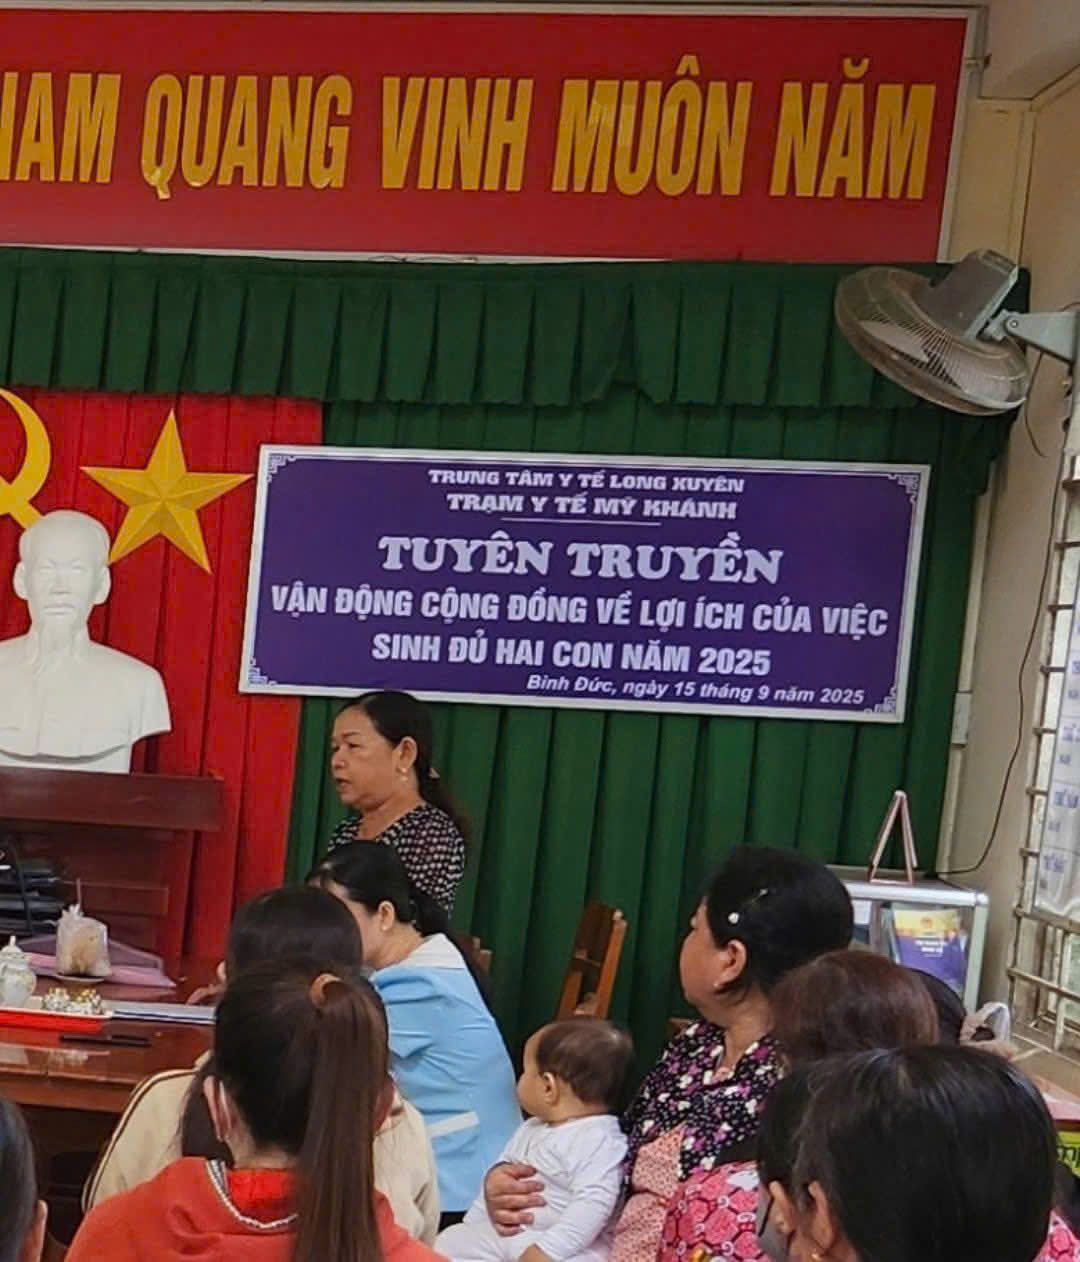 NAM QUANG VINH MUÔN NĂM
TRUNG TÂM Y TẾ LONG XUYÊN
TRẠM Y TẾ MỸ KHÁNH
TUYÊN TRUYỀN
VẬN ĐỘNG CỘNG ĐỒNG VỀ LỢI ÍCH CỦA VIỆC
SINH ĐỦ HAI CON NĂM 2025
Bình Đức, ngày 15 tháng 9 năm 2025